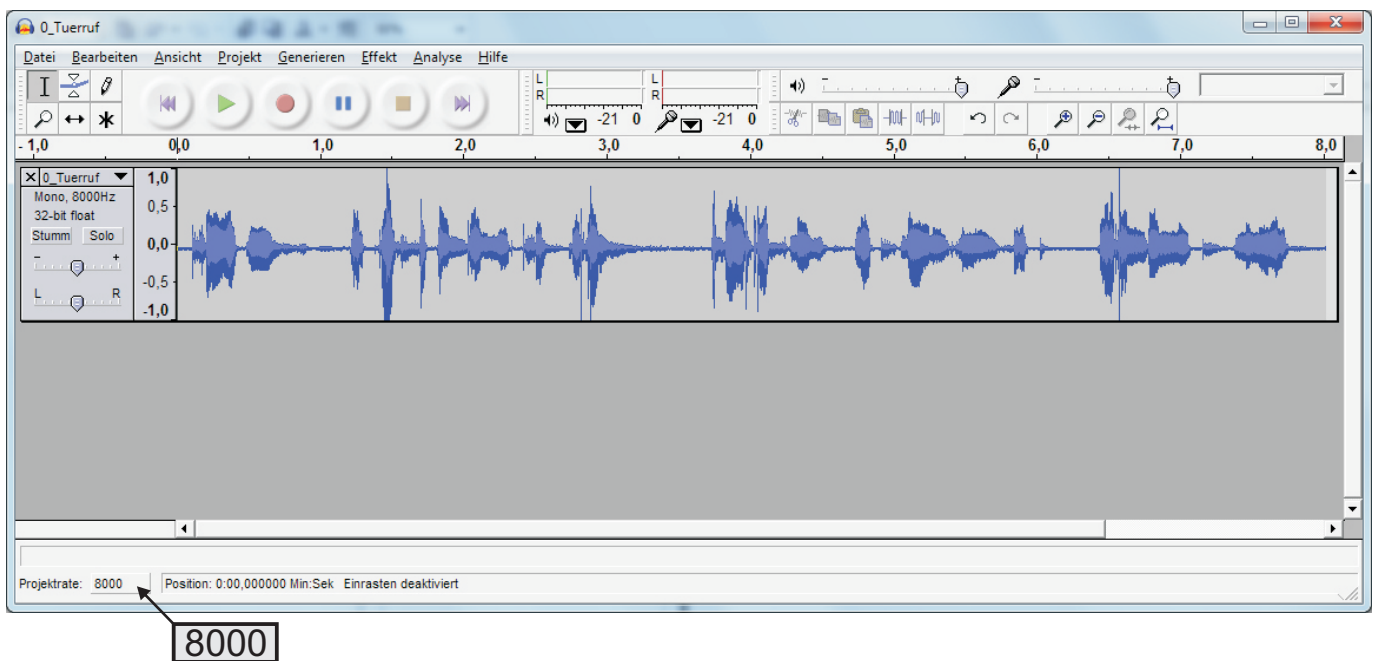 0_Tuerruf
Datei Bearbeiten Ansicht Projekt Generieren Effekt Analyse Hilfe
L
R
-21 0
L
R
-21 0
- +
- +
- 1,0 0,0 1,0 2,0 3,0 4,0 5,0 6,0 7,0 8,0
0_Tuerruf
Mono, 8000Hz
32-bit float
Stumm Solo
- +
L R
1,0
0,5
0,0
-0,5
-1,0
Projektrate: 8000 Position: 0:00,000000 Min:Sek Einrasten deaktiviert
8000